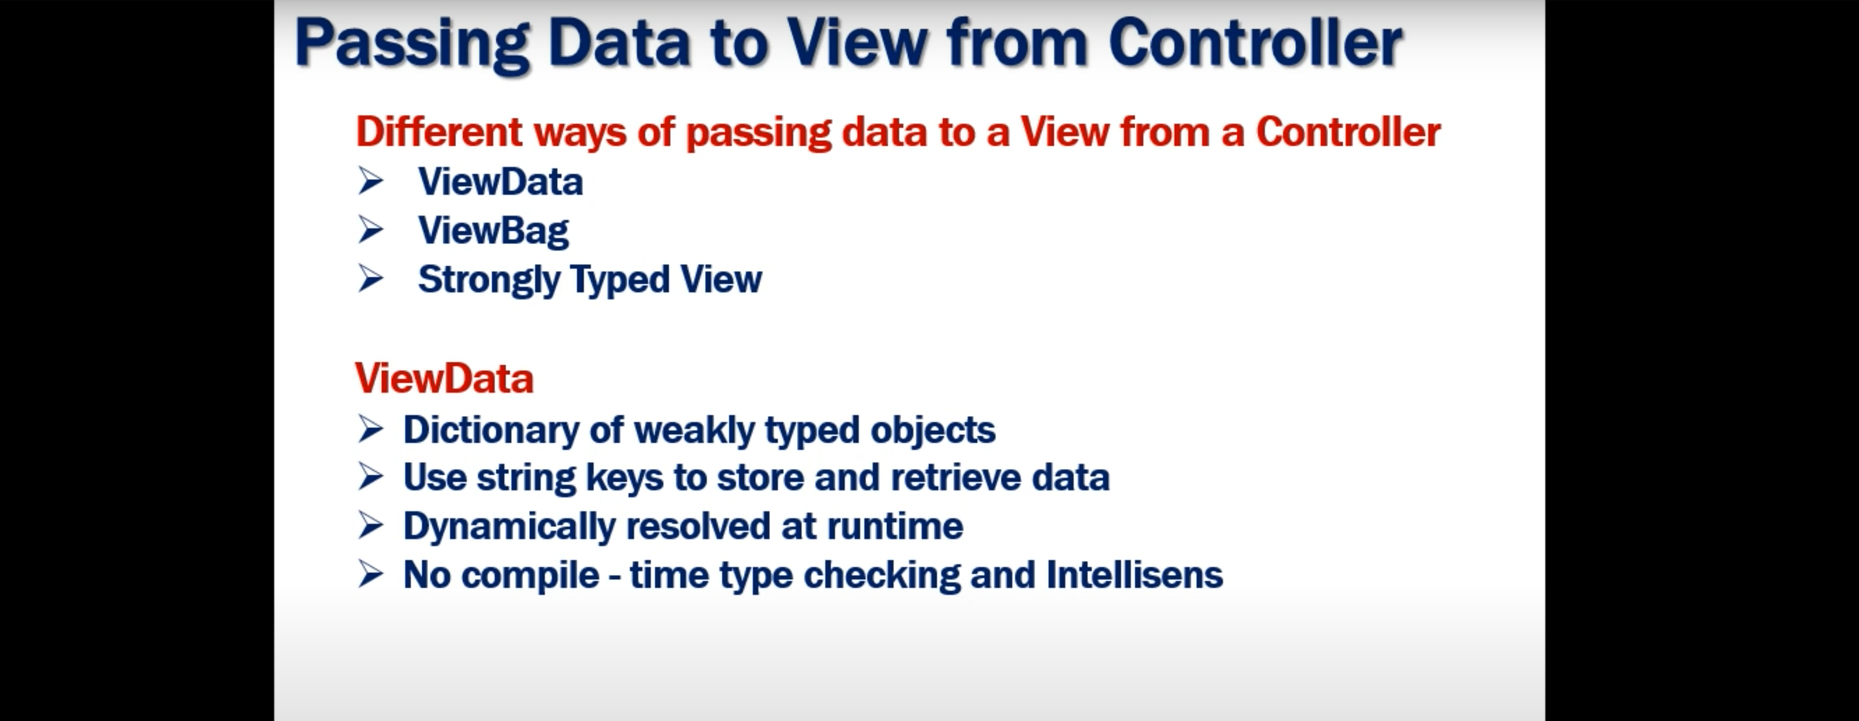 Passing Data to View from Controller
Different ways of passing data to a View from a Controller
ViewData
ViewBag
Strongly Typed View
ViewData
Dictionary of weakly typed objects
Use string keys to store and retrieve data
Dynamically resolved at runtime
No compile - time type checking and Intellisens